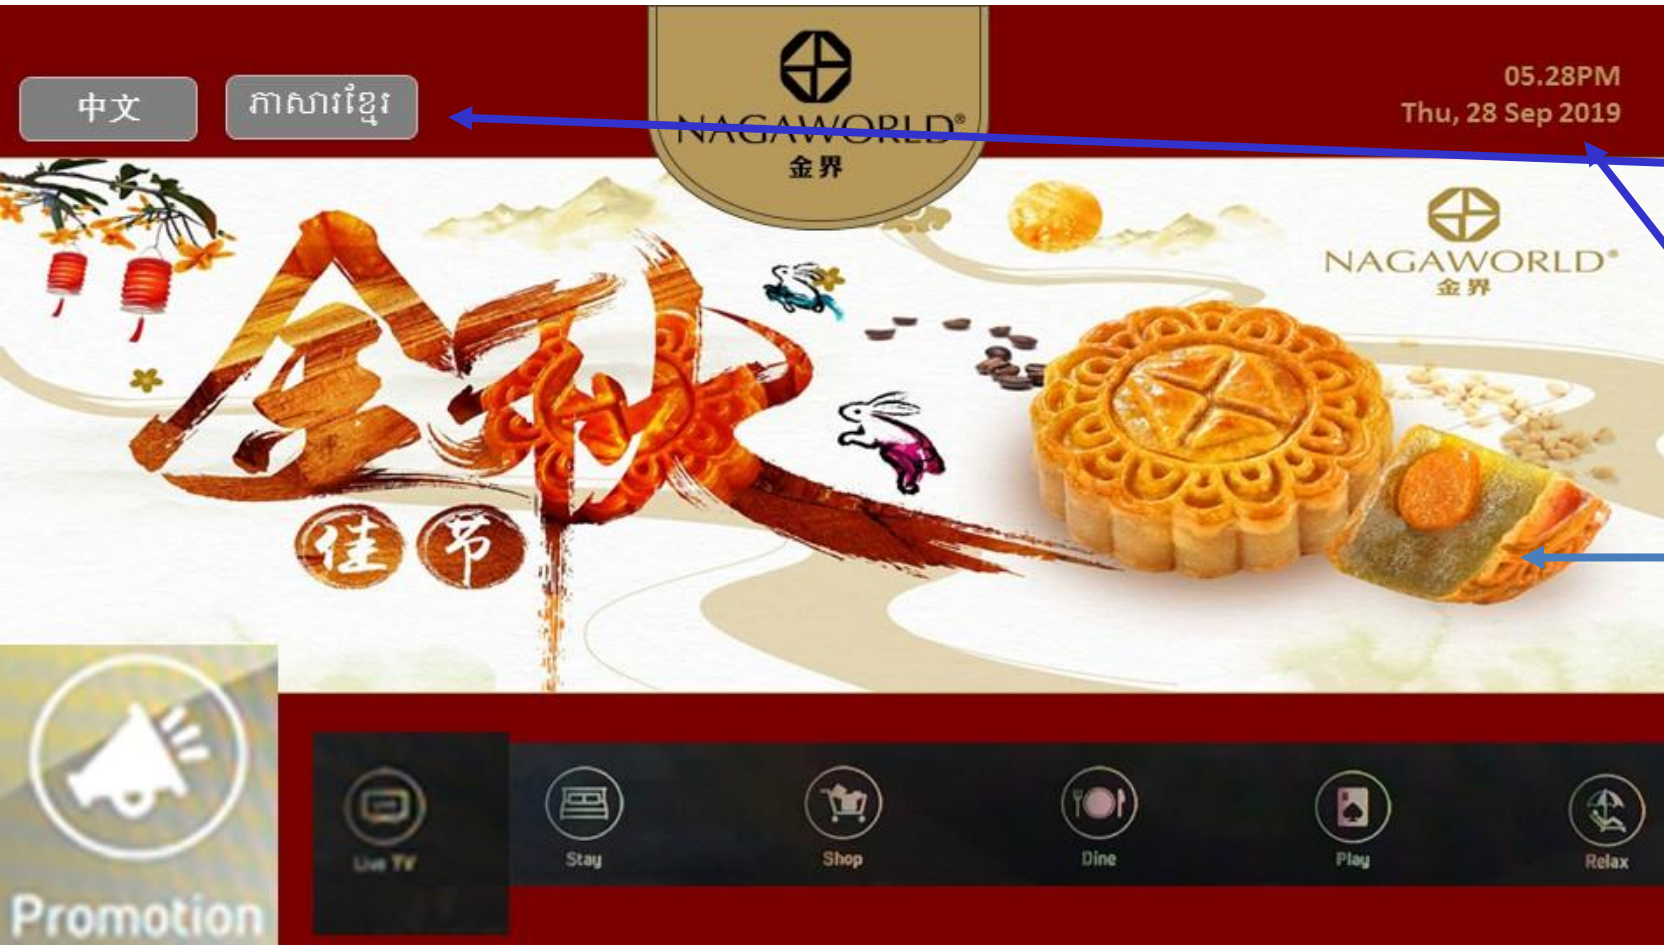 中文
ភាសារខ្មែរ
NAGAWORLD®
金界
05.28PM
Thu, 28 Sep 2019
NAGAWORLD®
金界
金秋
佳节
Promotion
Live TV
Stay
Shop
Dine
Play
Relax